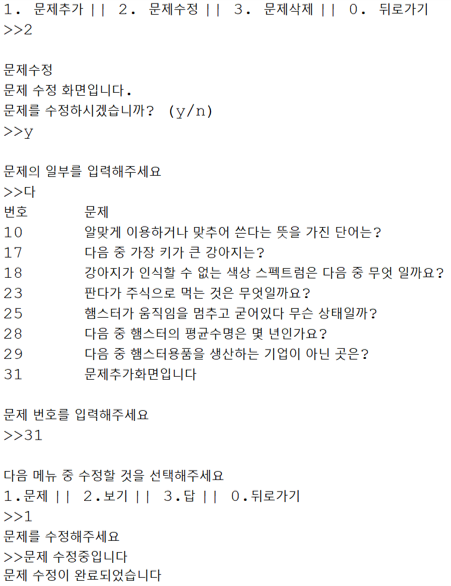 1. 문제추가 || 2. 문제수정 || 3. 문제삭제 || 0. 뒤로가기
>>2
문제수정
문제 수정 화면입니다.
문제를 수정하시겠습니까? (y/n)
>>y
문제의 일부를 입력해주세요
>>다
번호 문제
10 알맞게 이용하거나 맞추어 쓴다는 뜻을 가진 단어는?
17 다음 중 가장 키가 큰 강아지는?
18 강아지가 인식할 수 없는 색상 스펙트럼은 다음 중 무엇 일까요?
23 판다가 주식으로 먹는 것은 무엇일까요?
25 햄스터가 움직임을 멈추고 굳어있다 무슨 상태일까?
28 다음 중 햄스터의 평균수명은 몇 년인가요?
29 다음 중 햄스터용품을 생산하는 기업이 아닌 곳은?
31 문제추가화면입니다
문제 번호를 입력해주세요
>>31
다음 메뉴 중 수정할 것을 선택해주세요
1.문제 || 2.보기 || 3.답 || 0.뒤로가기
>>1
문제를 수정해주세요
>>문제 수정중입니다
문제 수정이 완료되었습니다